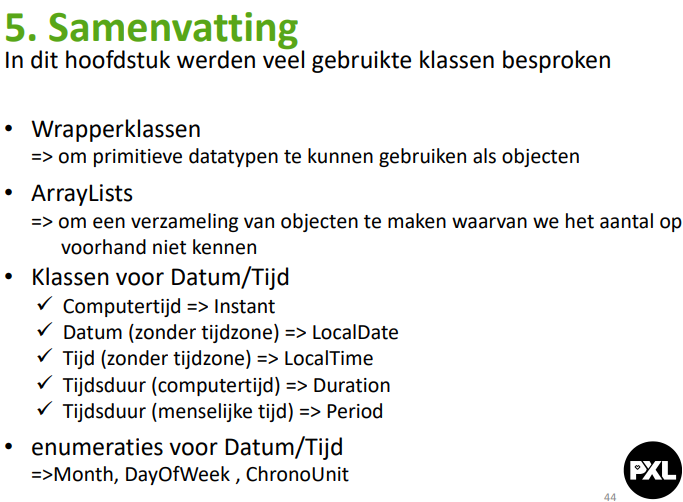 5. Samenvatting
In dit hoofdstuk werden veel gebruikte klassen besproken
• Wrapperklassen
=> om primitieve datatypen te kunnen gebruiken als objecten
• ArrayLists
=> om een verzameling van objecten te maken waarvan we het aantal op
voorhand niet kennen
• Klassen voor Datum/Tijd
✓ Computertijd => Instant
✓ Datum (zonder tijdzone) => LocalDate
✓ Tijd (zonder tijdzone) => LocalTime
✓ Tijdsduur (computertijd) => Duration
✓ Tijdsduur (menselijke tijd) => Period
• enumeraties voor Datum/Tijd
=>Month, DayOfWeek , ChronoUnit
44
PXL